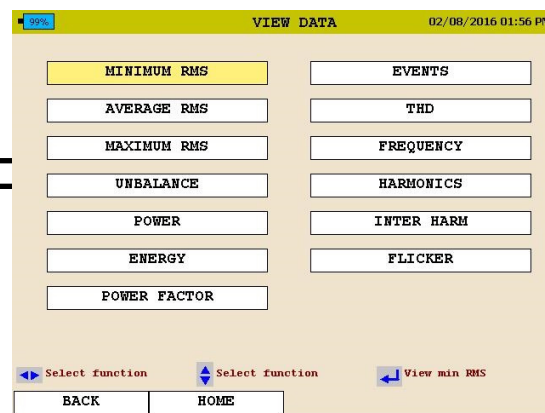 99% VIEW DATA 02/08/2016 01:56 PM
MINIMUM RMS EVENTS
AVERAGE RMS THD
MAXIMUM RMS FREQUENCY
UNBALANCE HARMONICS
POWER INTER HARM
ENERGY FLICKER
POWER FACTOR
Select function Select function View min RMS
BACK HOME